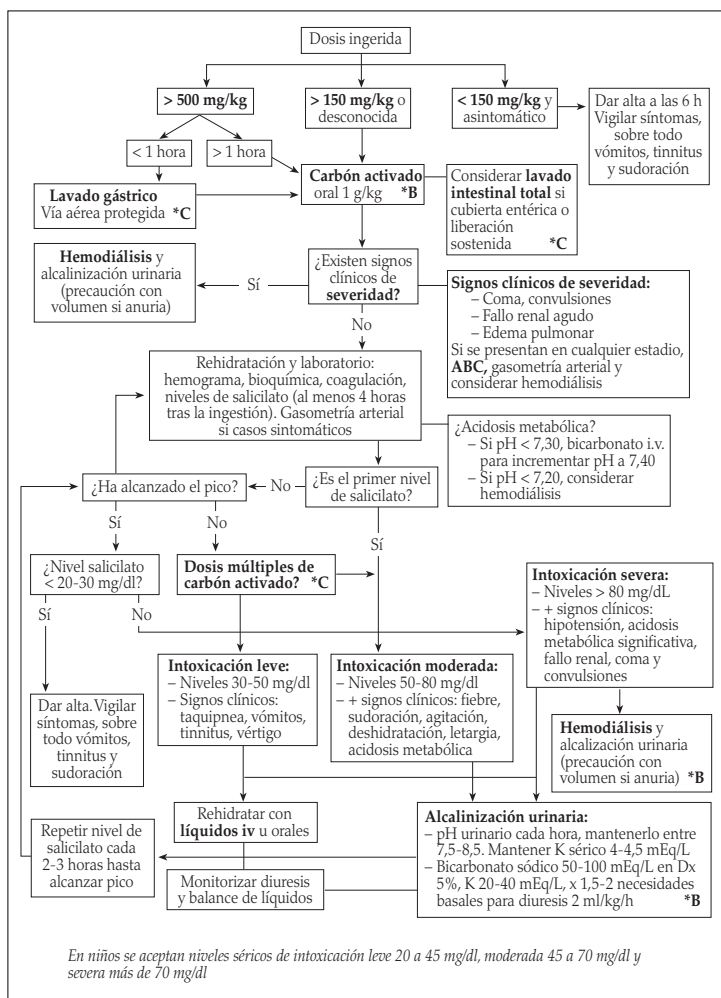 Dosis ingerida
> 500 mg/kg
> 150 mg/kg o
desconocida
< 150 mg/kg y
asintomático
Dar alta a las 6 h
Vigilar síntomas,
sobre todo
vómitos, tinnitus
y sudoración
< 1 hora
> 1 hora
Lavado gástrico
Vía aérea protegida *C
Carbón activado
oral 1 g/kg *B
Considerar lavado
intestinal total si
cubierta entérica o
liberación
sostenida *C
Hemodiálisis y
alcalinización urinaria
(precaución con
volumen si anuria)
Sí
¿Existen signos
clínicos de
severidad?
No
Signos clínicos de severidad:
– Coma, convulsiones
– Fallo renal agudo
– Edema pulmonar
Si se presentan en cualquier estadio,
ABC, gasometría arterial y
considerar hemodiálisis
Rehidratación y laboratorio:
hemograma, bioquímica, coagulación,
niveles de salicilato (al menos 4 horas
tras la ingestión). Gasometría arterial
si casos sintomáticos
¿Acidosis metabólica?
– Si pH < 7,30, bicarbonato i.v.
para incrementar pH a 7,40
– Si pH < 7,20, considerar
hemodiálisis
¿Ha alcanzado el pico?
No
¿Es el primer nivel
de salicilato?
Sí
No
Sí
¿Nivel salicilato
< 20-30 mg/dl?
Dosis múltiples de
carbón activado? *C
Sí
No
Intoxicación severa:
– Niveles > 80 mg/dL
– + signos clínicos:
hipotensión, acidosis
metabólica significativa,
fallo renal, coma y
convulsiones
Dar alta. Vigilar
síntomas, sobre
todo vómitos,
tinnitus y
sudoración
Intoxicación leve:
– Niveles 30-50 mg/dl
– Signos clínicos:
taquipnea, vómitos,
tinnitus, vértigo
Intoxicación moderada:
– Niveles 50-80 mg/dl
– + signos clínicos: fiebre,
sudoración, agitación,
deshidratación, letargia,
acidosis metabólica
Hemodiálisis y
alcalización urinaria
(precaución con
volumen si anuria) *B
Repetir nivel de
salicilato cada
2-3 horas hasta
alcanzar pico
Rehidratar con
líquidos iv u orales
Monitorizar diuresis
y balance de líquidos
Alcalinización urinaria:
– pH urinario cada hora, mantenerlo entre
7,5-8,5. Mantener K sérico 4-4,5 mEq/L
– Bicarbonato sódico 50-100 mEq/L en Dx
5%, K 20-40 mEq/L, x 1,5-2 necesidades
basales para diuresis 2 ml/kg/h *B
En niños se aceptan niveles séricos de intoxicación leve 20 a 45 mg/dl, moderada 45 a 70 mg/dl y
severa más de 70 mg/dl